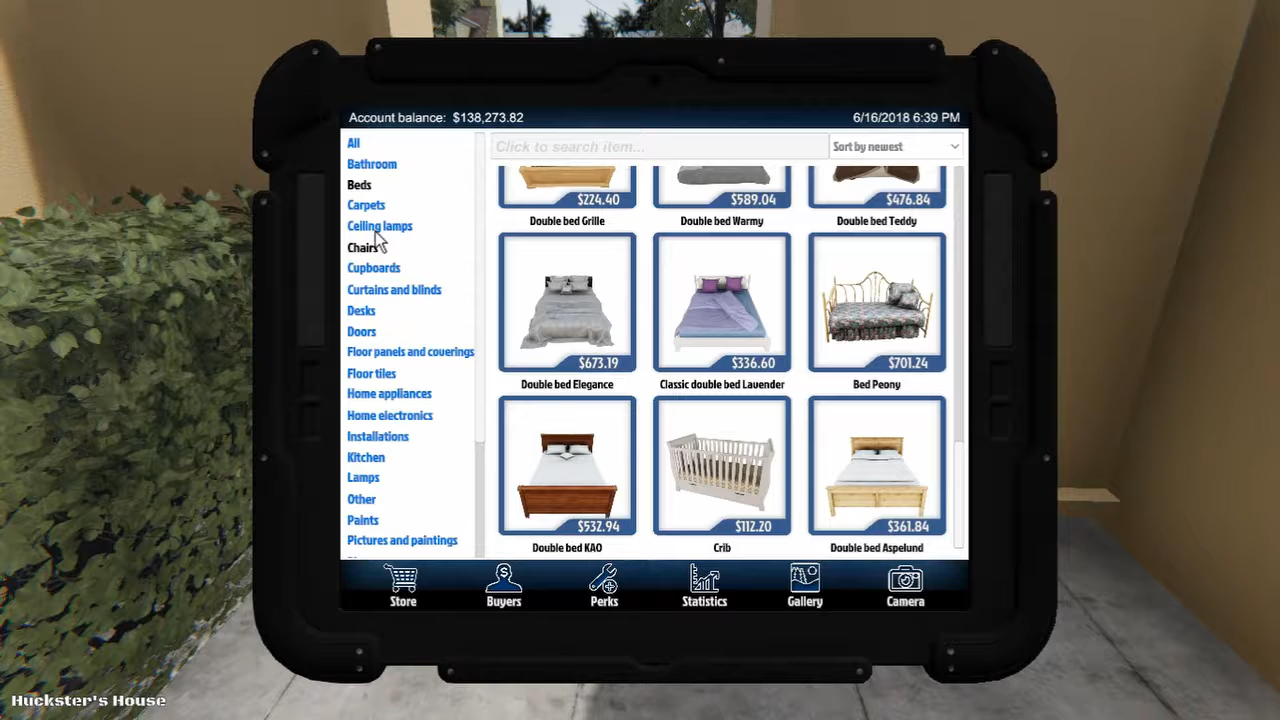 Account balance: $138,273.82
6/16/2018 6:39 PM
All
Bathroom
Beds
Carpets
Ceiling lamps
Chairs
Cupboards
Curtains and blinds
Desks
Doors
Floor panels and coverings
Floor tiles
Home appliances
Home electronics
Installations
Kitchen
Lamps
Other
Paints
Pictures and paintings
Click to search item...
Sort by newest
$224.40
$589.04
$476.84
Double bed Grille
Double bed Warmy
Double bed Teddy
$673.19
$336.60
$701.24
Double bed Elegance
Classic double bed Lavender
Bed Peony
$532.94
$112.20
$361.84
Double bed KAO
Crib
Double bed Aspelund
Store
Buyers
Perks
Statistics
Gallery
Camera
Huckster's House